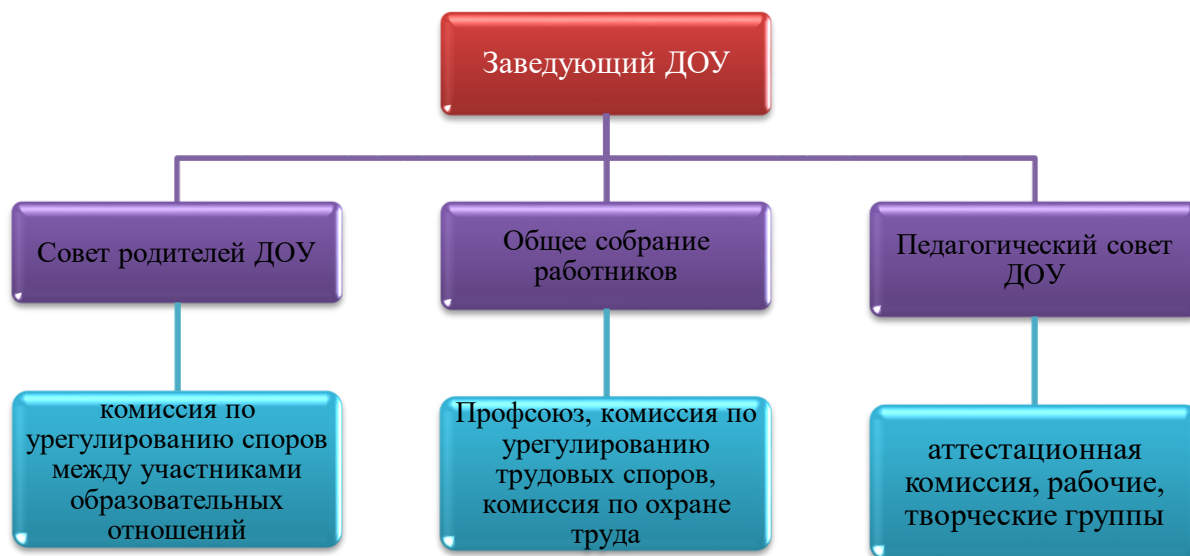 Заведующий ДОУ
Совет родителей ДОУ
Общее собрание
работников
Педагогический совет
ДОУ
комиссия по
урегулированию споров
между участниками
образовательных
отношений
Профсоюз, комиссия по
урегулированию
трудовых споров,
комиссия по охране
труда
аттестационная
комиссия, рабочие,
творческие группы